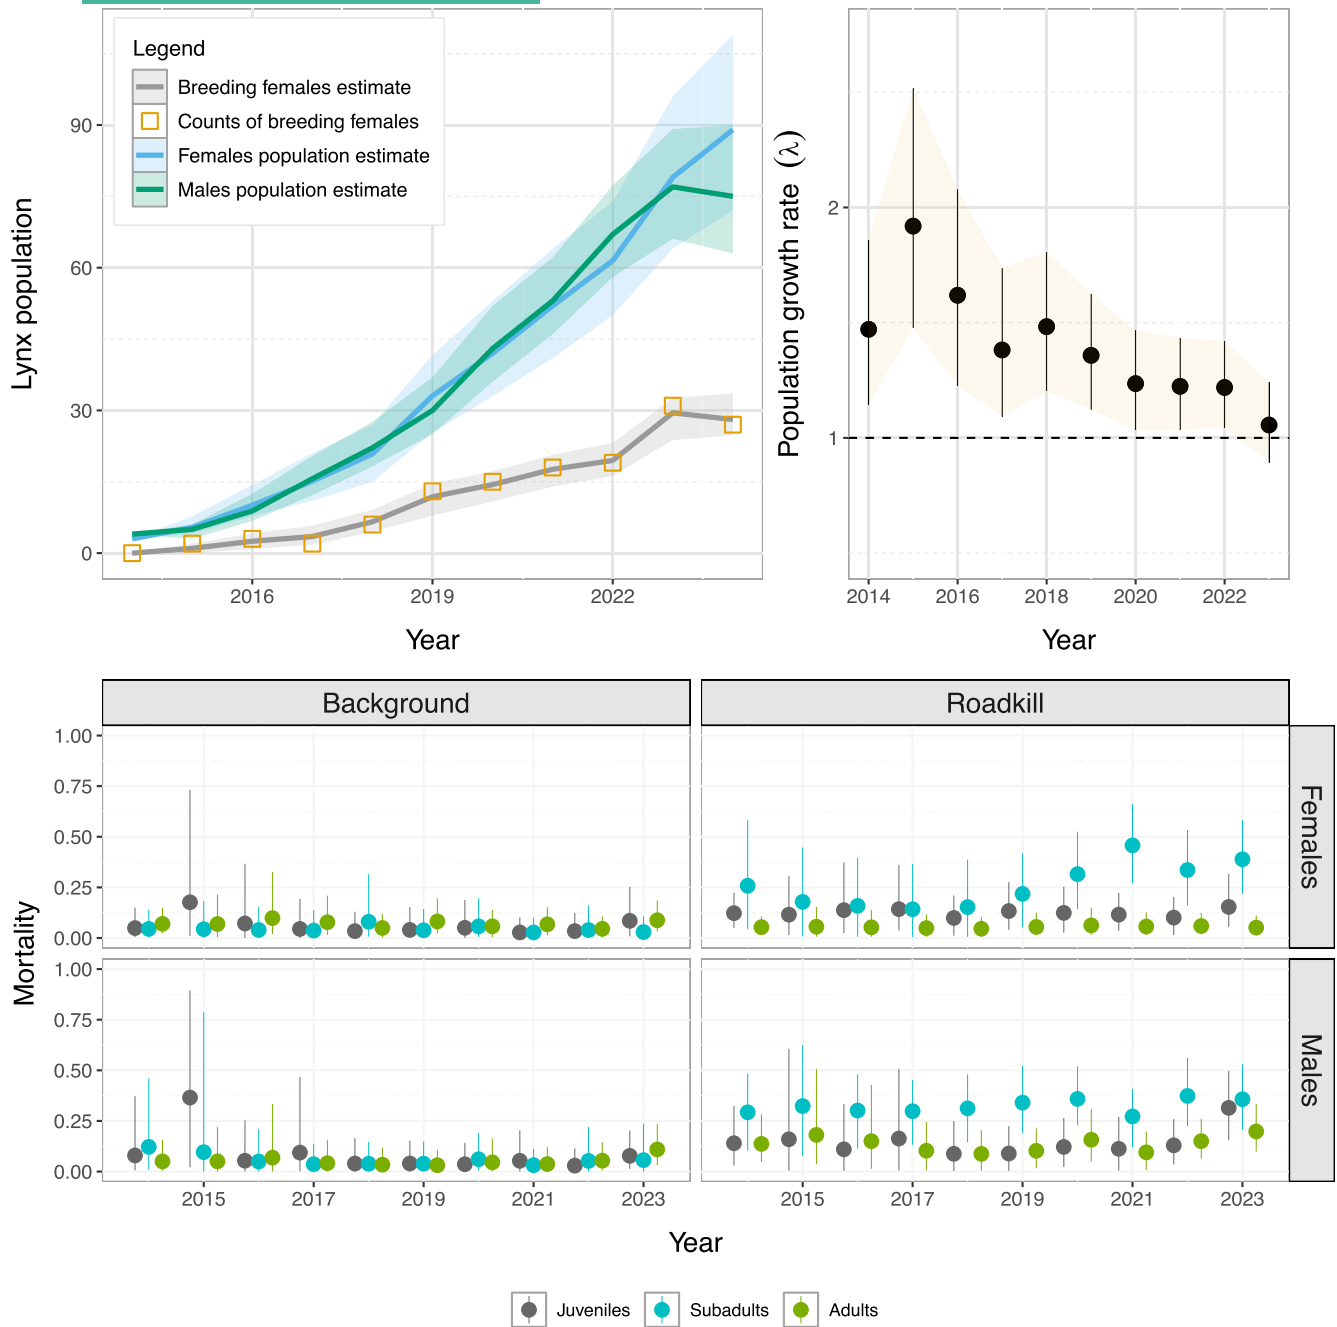 Legend
Breeding females estimate
Counts of breeding females
Females population estimate
Males population estimate
Lynx population
90
60
30
0
2016
2019
2022
Year
Population growth rate (λ)
2
1
2014
2016
2018
2020
2022
Year
Background
Roadkill
Mortality
1.00
0.75
0.50
0.25
0.00
Females
1.00
0.75
0.50
0.25
0.00
Males
2015
2017
2019
2021
2023
2015
2017
2019
2021
2023
Year
Juveniles
Subadults
Adults